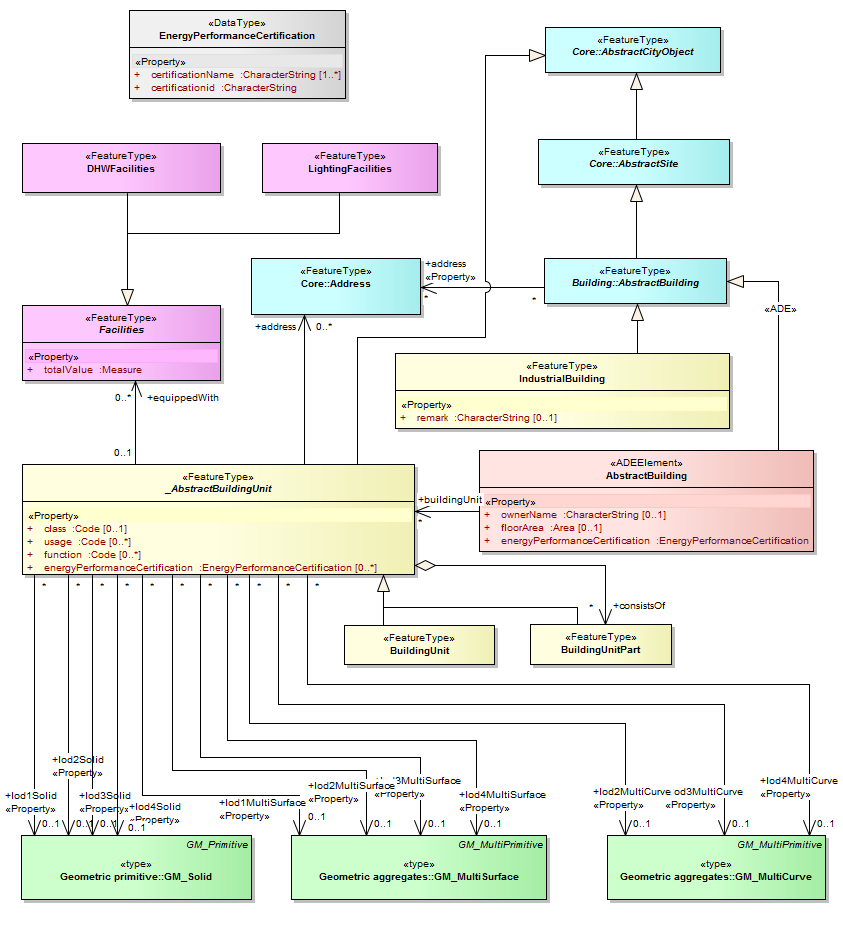 «DataType»
EnergyPerformanceCertification
«Property»
+ certificationName :CharacterString [1..*]
+ certificationid :CharacterString
«FeatureType»
Core::AbstractCityObject
«FeatureType»
DHWFacilities
«FeatureType»
LightingFacilities
«FeatureType»
Core::AbstractSite
«FeatureType»
Core::Address
+address
«Property»
*
*
«FeatureType»
Building::AbstractBuilding
«ADE»
«FeatureType»
Facilities
«Property»
+ totalValue :Measure
+address
0..*
«FeatureType»
IndustrialBuilding
«Property»
+ remark :CharacterString [0..1]
0..*
+equippedWith
0..1
«FeatureType»
_AbstractBuildingUnit
«Property»
+ class :Code [0..1]
+ usage :Code [0..*]
+ function :Code [0..*]
+ energyPerformanceCertification :EnergyPerformanceCertification [0..*]
+buildingUnit
*
«ADEElement»
AbstractBuilding
«Property»
+ ownerName :CharacterString [0..1]
+ floorArea :Area [0..1]
+ energyPerformanceCertification :EnergyPerformanceCertification
* * * * * * * * * * *
* +consistsOf
«FeatureType»
BuildingUnit
«FeatureType»
BuildingUnitPart
+lod1Solid
«Property»
0..1
+lod2Solid
«Property»
0..1
+lod3Solid
«Property»
0..1
+lod4Solid
«Property»
0..1
+lod1MultiSurface
«Property»
0..1
+lod2MultiSurface
«Property»
0..1
d3MultiSurface
«Property»
0..1
+lod4MultiSurface
«Property»
0..1
+lod2MultiCurve
«Property»
0..1
od3MultiCurve
«Property»
0..1
+lod4MultiCurve
«Property»
0..1
GM_Primitive
«type»
Geometric primitive::GM_Solid
GM_MultiPrimitive
«type»
Geometric aggregates::GM_MultiSurface
GM_MultiPrimitive
«type»
Geometric aggregates::GM_MultiCurve